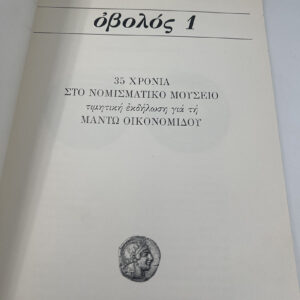 ὀβολός 1
35 ΧΡΟΝΙΑ
ΣΤΟ ΝΟΜΙΣΜΑΤΙΚΟ ΜΟΥΣΕΙΟ
τιμητική ἐκδήλωση γιά τή
ΜΑΝΤΩ ΟΙΚΟΝΟΜΙΔΟΥ